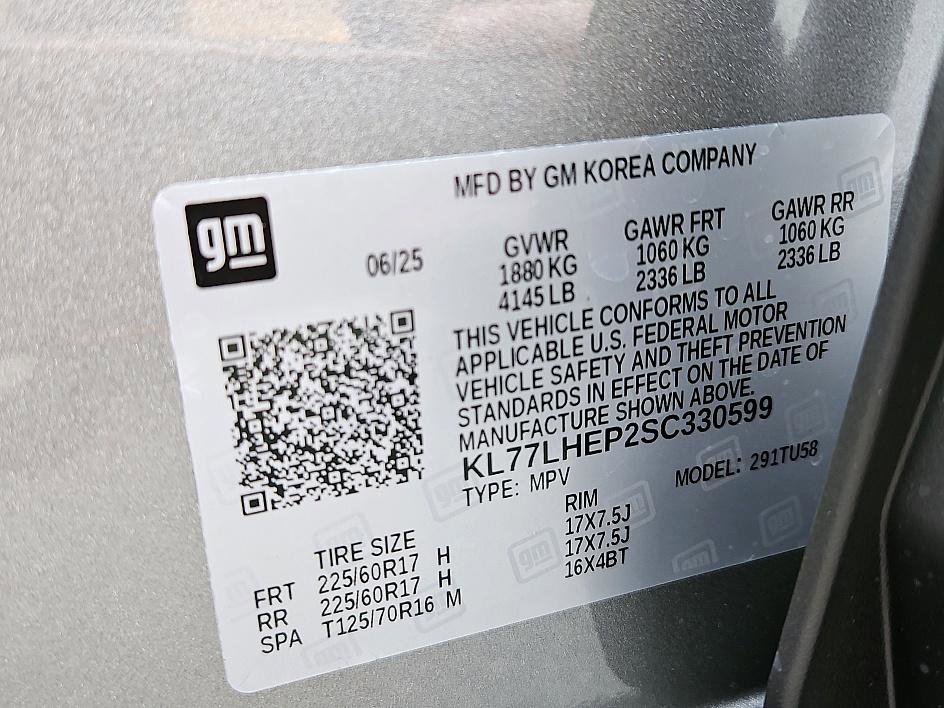 MFD BY GM KOREA COMPANY
gm
06/25
GVWR
1880 KG
4145 LB
GAWR FRT
1060 KG
2336 LB
GAWR RR
1060 KG
2336 LB
THIS VEHICLE CONFORMS TO ALL
APPLICABLE U.S. FEDERAL MOTOR
VEHICLE SAFETY AND THEFT PREVENTION
STANDARDS IN EFFECT ON THE DATE OF
MANUFACTURE SHOWN ABOVE.
KL77LHEP2SC330599
TYPE: MPV
MODEL: 291TU58
TIRE SIZE RIM
FRT 225/60R17 H 17X7.5J
RR 225/60R17 H 17X7.5J
SPA T125/70R16 M 16X4BT